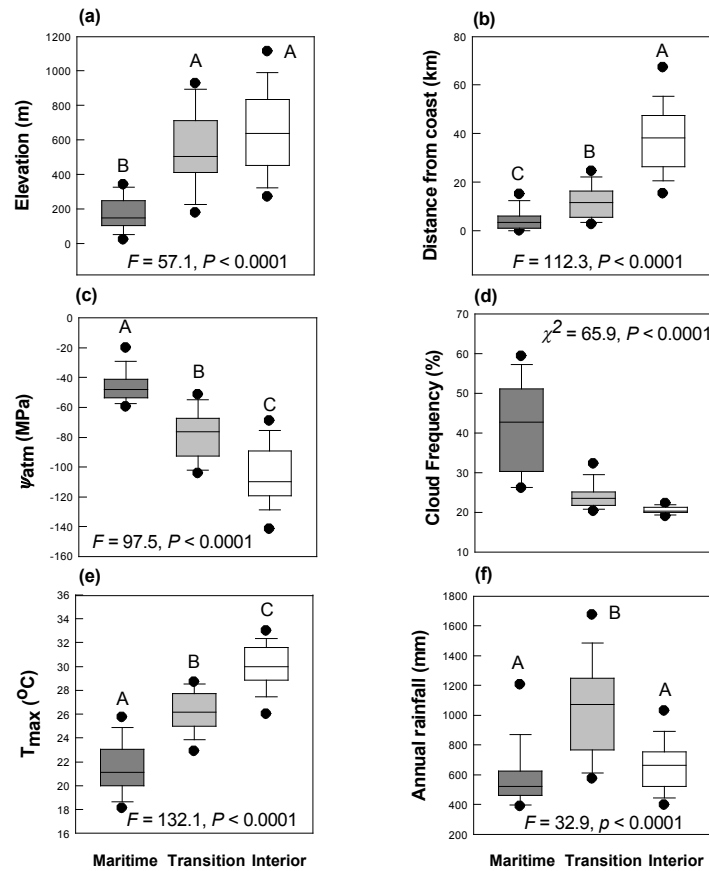 (a)
Elevation (m)
1200
1000
800
600
400
200
0
B
A
A
F = 57.1, P < 0.0001
(b)
Distance from coast (km)
80
60
40
20
0
C
B
A
F = 112.3, P < 0.0001
(c)
Ψatm (MPa)
0
-20
-40
-60
-80
-100
-120
-140
-160
A
B
C
F = 97.5, P < 0.0001
(d)
Cloud Frequency (%)
70
60
50
40
30
20
10
χ2 = 65.9, P < 0.0001
(e)
Tmax (oC)
36
34
32
30
28
26
24
22
20
18
16
A
B
C
F = 132.1, P < 0.0001
Maritime Transition Interior
(f)
Annual rainfall (mm)
1800
1600
1400
1200
1000
800
600
400
200
A
B
A
F = 32.9, p < 0.0001
Maritime Transition Interior